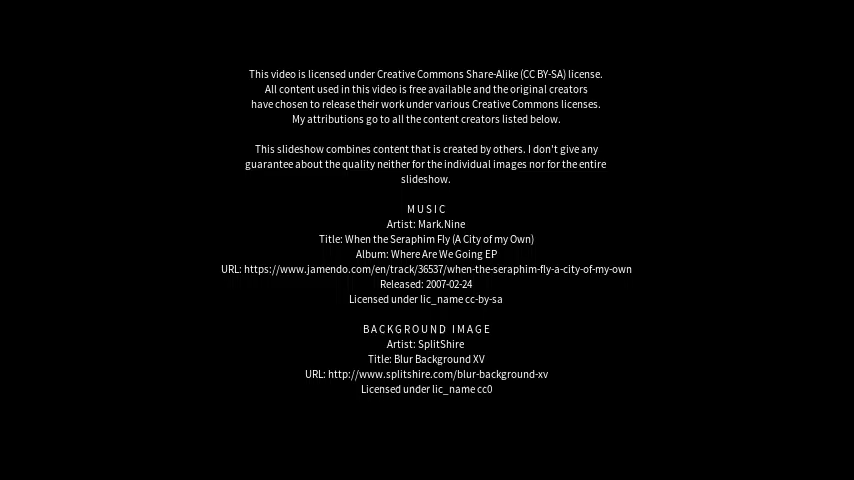 This video is licensed under Creative Commons Share-Alike (CC BY-SA) license.
All content used in this video is free available and the original creators
have chosen to release their work under various Creative Commons licenses.
My attributions go to all the content creators listed below.
This slideshow combines content that is created by others. I don't give any
guarantee about the quality neither for the individual images nor for the entire
slideshow.
MUSIC
Artist: Mark.Nine
Title: When the Seraphim Fly (A City of my Own)
Album: Where Are We Going EP
URL: https://www.jamendo.com/en/track/36537/when-the-seraphim-fly-a-city-of-my-own
Released: 2007-02-24
Licensed under lic_name cc-by-sa
BACKGROUND IMAGE
Artist: SplitShire
Title: Blur Background XV
URL: http://www.splitshire.com/blur-background-xv
Licensed under lic_name cc0